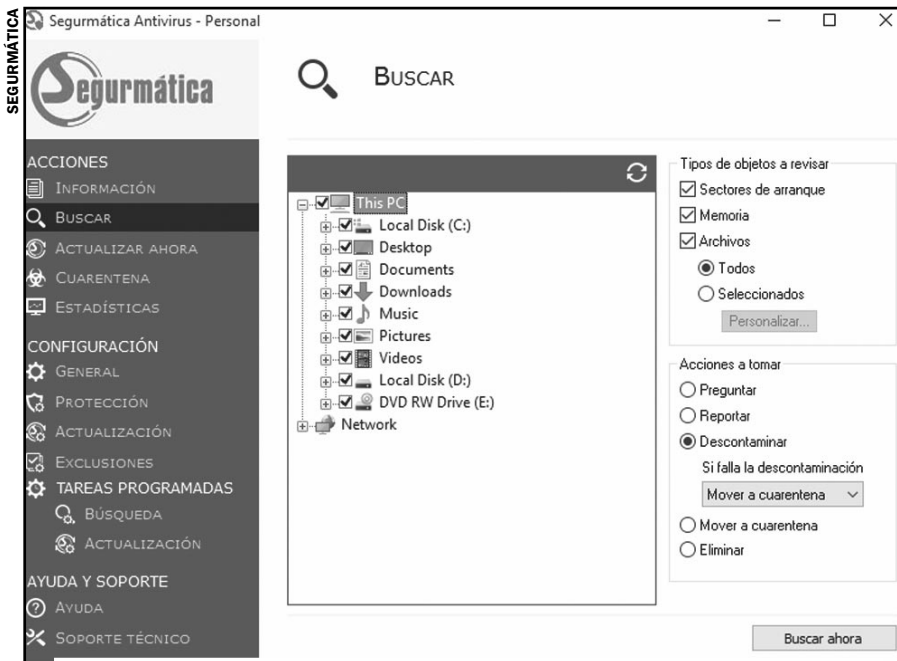 SEGURMÁTICA
Segurmática Antivirus - Personal
Segurmática
ACCIONES
INFORMACIÓN
BUSCAR
ACTUALIZAR AHORA
CUARENTENA
ESTADÍSTICAS
CONFIGURACIÓN
GENERAL
PROTECCIÓN
ACTUALIZACIÓN
EXCLUSIONES
TAREAS PROGRAMADAS
BÚSQUEDA
ACTUALIZACIÓN
AYUDA Y SOPORTE
AYUDA
SOPORTE TÉCNICO
BUSCAR
This PC
Local Disk (C:)
Desktop
Documents
Downloads
Music
Pictures
Videos
Local Disk (D:)
DVD RW Drive (E:)
Network
Tipos de objetos a revisar
Sectores de arranque
Memoria
Archivos
Todos
Seleccionados
Personalizar...
Acciones a tomar
Preguntar
Reportar
Descontaminar
Si falla la descontaminación
Mover a cuarentena
Mover a cuarentena
Eliminar
Buscar ahora